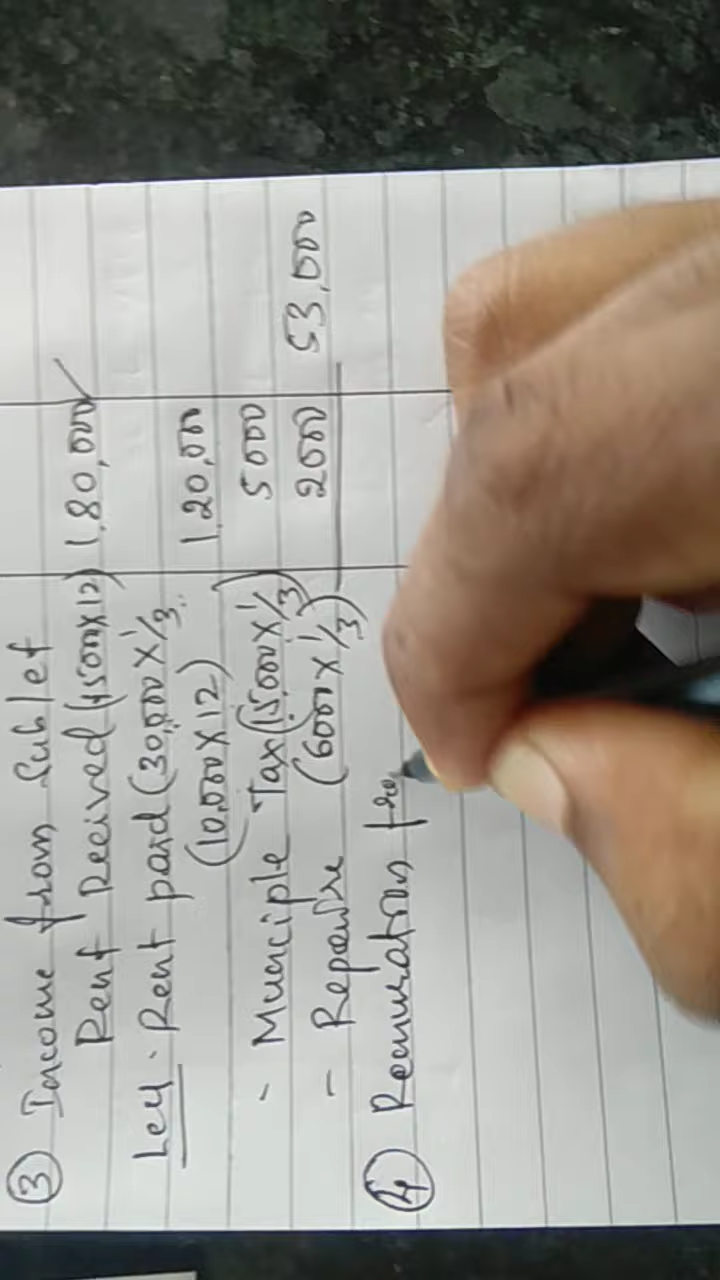 ③ Income from Sublet
Rent Received (15000X12) 1,80,000
Less. Rent paid (30,000 X 1/3
(10,000 X 12) 1,20,000
- Municiple Tax (15,000 X 1/3) 5000
- Repairs (6000 X 1/3) 2000 53,000
④ Remuration fro